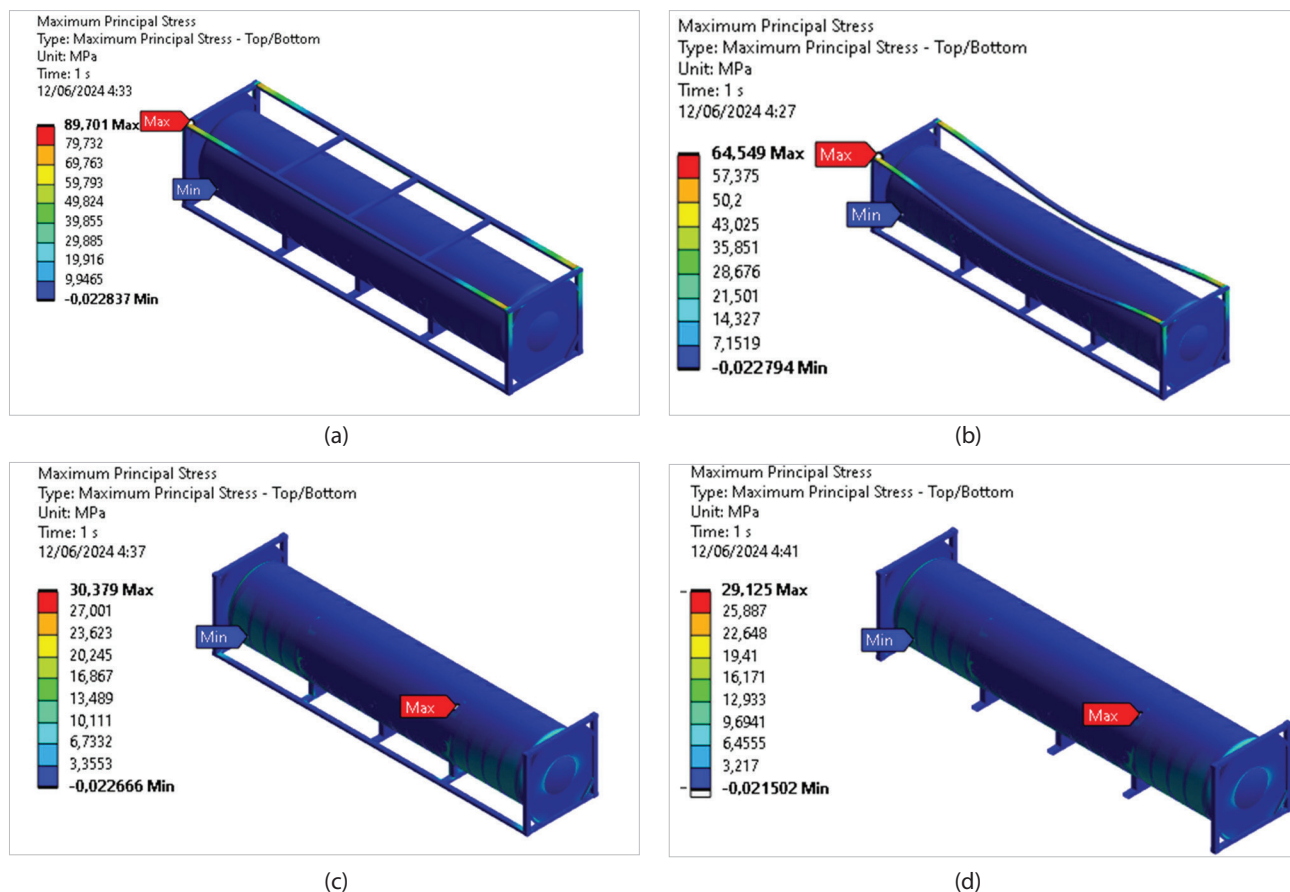 Maximum Principal Stress
Type: Maximum Principal Stress - Top/Bottom
Unit: MPa
Time: 1 s
12/06/2024 4:33
89,701 Max
79,732
69,763
59,793
49,824
39,855
29,885
19,916
9,9465
-0,022837 Min
Max
Min
(a)
Maximum Principal Stress
Type: Maximum Principal Stress - Top/Bottom
Unit: MPa
Time: 1 s
12/06/2024 4:27
64,549 Max
57,375
50,2
43,025
35,851
28,676
21,501
14,327
7,1519
-0,022794 Min
Max
Min
(b)
Maximum Principal Stress
Type: Maximum Principal Stress - Top/Bottom
Unit: MPa
Time: 1 s
12/06/2024 4:37
30,379 Max
27,001
23,623
20,245
16,867
13,489
10,111
6,7332
3,3553
-0,022666 Min
Min
Max
(c)
Maximum Principal Stress
Type: Maximum Principal Stress - Top/Bottom
Unit: MPa
Time: 1 s
12/06/2024 4:41
29,125 Max
25,887
22,648
19,41
16,171
12,933
9,6941
6,4555
3,217
-0,021502 Min
Min
Max
(d)